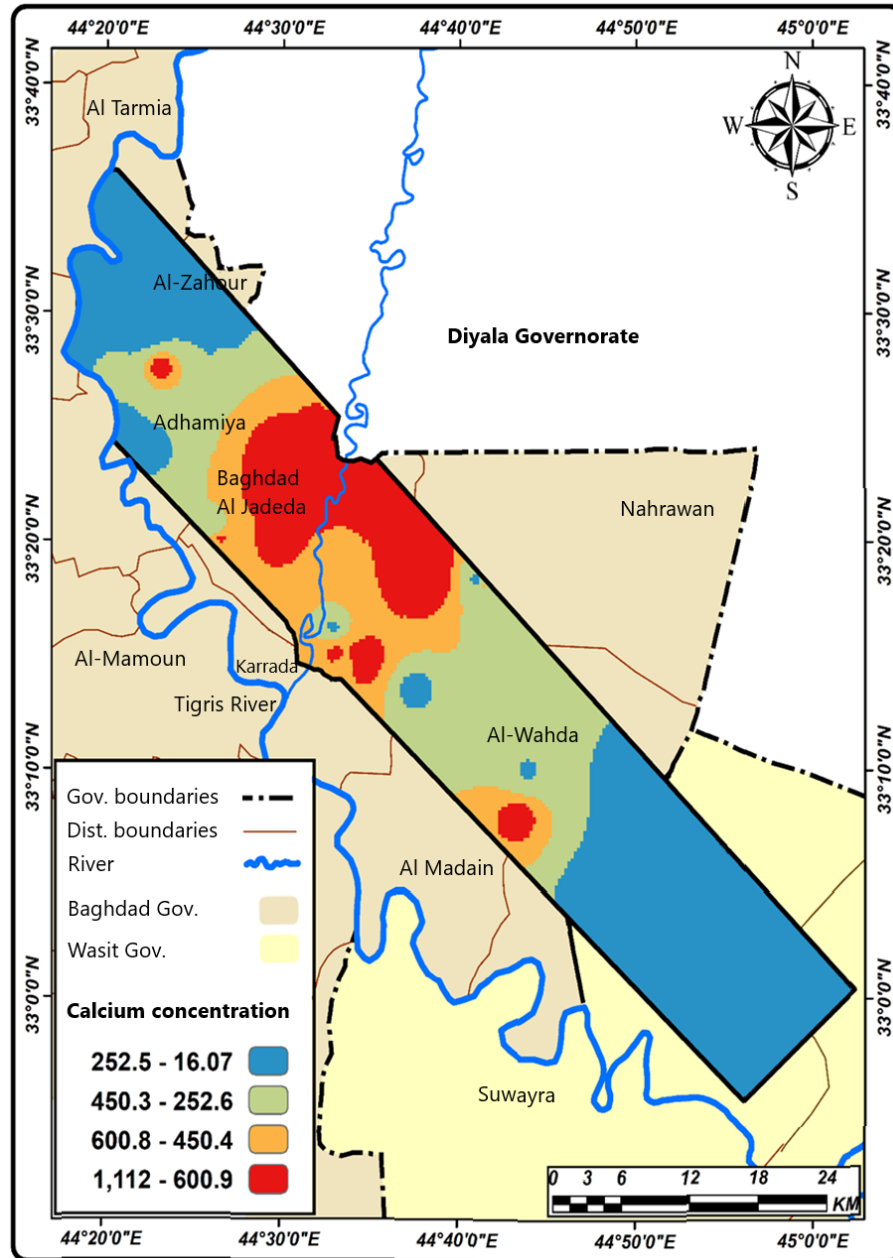 44°20'0"E 44°30'0"E 44°40'0"E 44°50'0"E 45°0'0"E
33°40'0"N
33°40'0"N
N
W E
S
Al Tarmia
Al-Zahour
33°30'0"N
33°30'0"N
Diyala Governorate
Adhamiya
Baghdad
Al Jadeda
Nahrawan
33°20'0"N
33°20'0"N
Al-Mamoun
Karrada
Tigris River
Al-Wahda
33°10'0"N
33°10'0"N
Al Madain
Gov. boundaries
Dist. boundaries
River
Baghdad Gov.
Wasit Gov.
33°0'0"N
33°0'0"N
Calcium concentration
252.5 - 16.07
450.3 - 252.6
600.8 - 450.4
1,112 - 600.9
Suwayra
0 3 6 12 18 24
KM
44°20'0"E 44°30'0"E 44°40'0"E 44°50'0"E 45°0'0"E